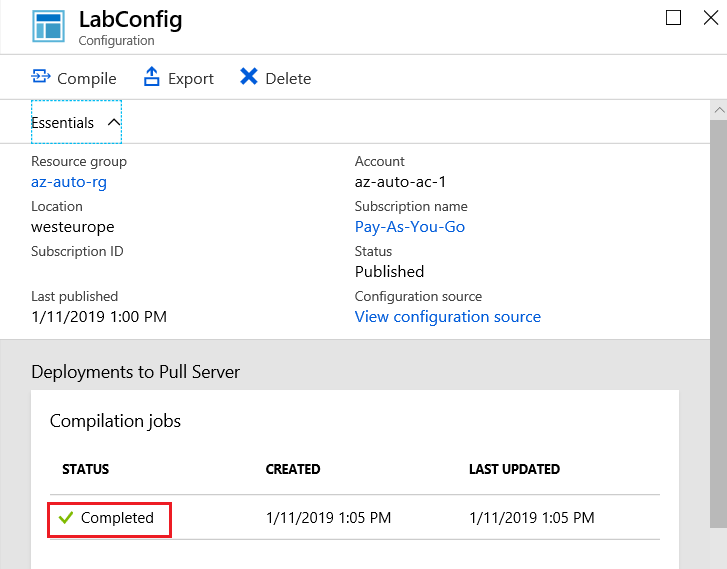 LabConfig
Configuration
Compile Export Delete
Essentials
Resource group Account
az-auto-rg az-auto-ac-1
Location Subscription name
westeurope Pay-As-You-Go
Subscription ID Status
Published
Last published Configuration source
1/11/2019 1:00 PM View configuration source
Deployments to Pull Server
Compilation jobs
STATUS CREATED LAST UPDATED
Completed 1/11/2019 1:05 PM 1/11/2019 1:05 PM